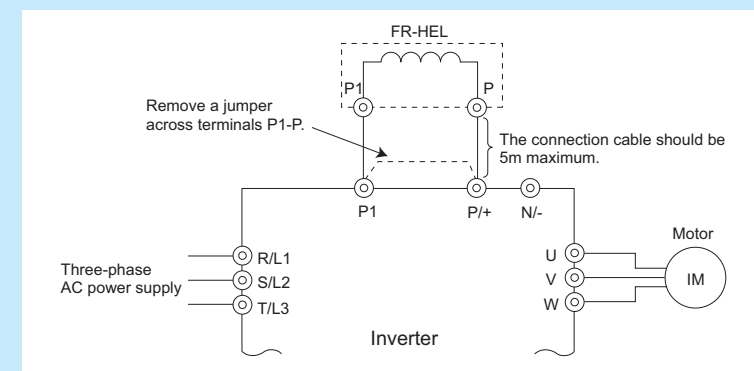 FR-HEL
P1
P
Remove a jumper
across terminals P1-P.
The connection cable should be
5m maximum.
P1
P/+
N/-
Motor
R/L1
U
Three-phase
AC power supply
S/L2
V
IM
T/L3
W
Inverter